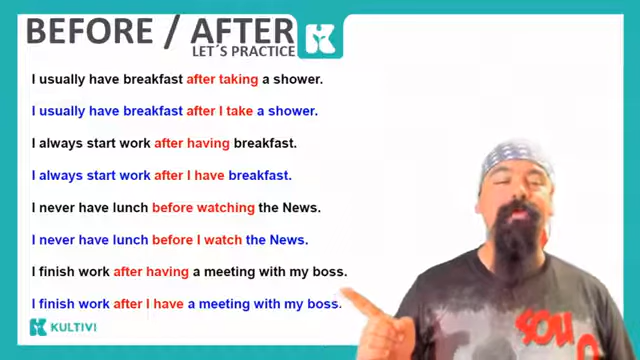 BEFORE / AFTER
LET´S PRACTICE
I usually have breakfast after taking a shower.
I usually have breakfast after I take a shower.
I always start work after having breakfast.
I always start work after I have breakfast.
I never have lunch before watching the News.
I never have lunch before I watch the News.
I finish work after having a meeting with my boss.
I finish work after I have a meeting with my boss.
KULTIVI
YOU